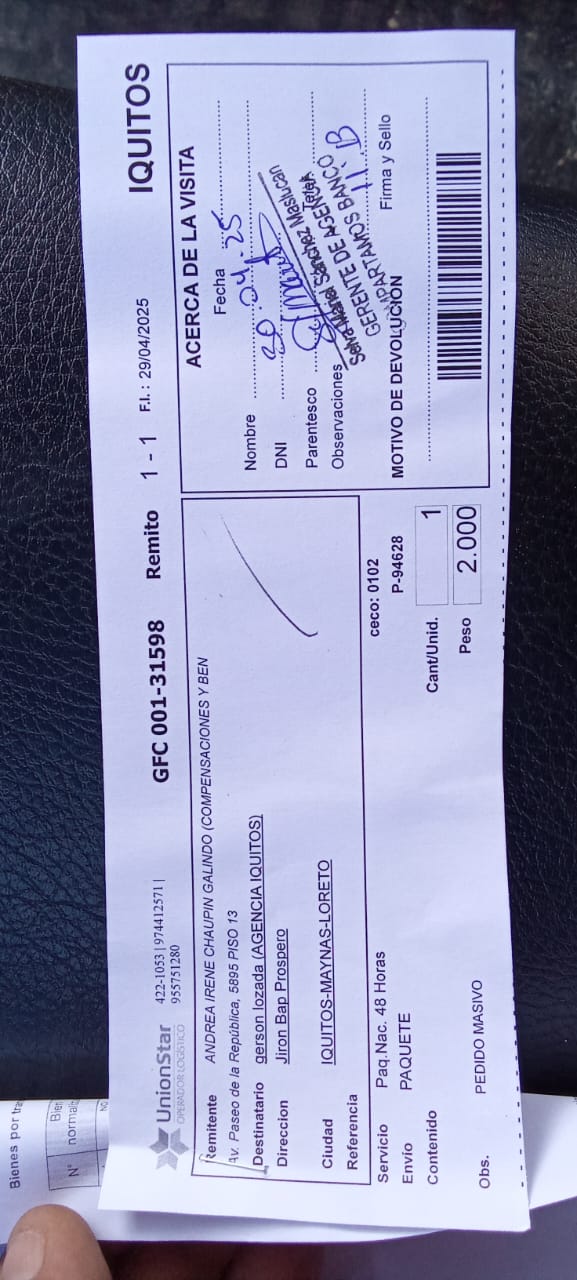 UnionStar
OPERADOR LOGÍSTICO
422-1053 | 974412571 |
955751280
GFC 001-31598
Remito
1 - 1
F.I. : 29/04/2025
IQUITOS
Remitente ANDREA IRENE CHAUPIN GALINDO (COMPENSACIONES Y BEN
Av. Paseo de la República, 5895 PISO 13
Destinatario gerson lozada (AGENCIA IQUITOS)
Direccion Jiron Bap Prospero
Ciudad IQUITOS-MAYNAS-LORETO
Referencia
Servicio Paq.Nac. 48 Horas ceco: 0102
Envio PAQUETE P-94628
Contenido Cant/Unid. 1
Peso 2.000
Obs. PEDIDO MASIVO
ACERCA DE LA VISITA
Fecha
Nombre
DNI
Parentesco
Observaciones
Sánchez
GERENTE DE AGENCIA
COMPARTAMOS BANCO
Firma y Sello
MOTIVO DE DEVOLUCIÓN
Bienes por
N°
normaliz